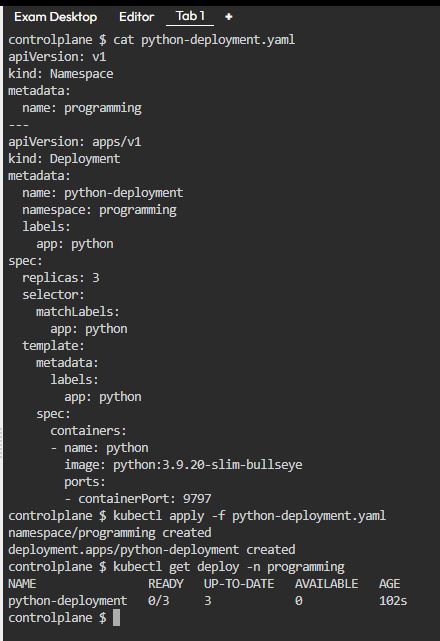 Exam Desktop Editor Tab 1 +
controlplane $ cat python-deployment.yaml
apiVersion: v1
kind: Namespace
metadata:
  name: programming
---
apiVersion: apps/v1
kind: Deployment
metadata:
  name: python-deployment
  namespace: programming
  labels:
    app: python
spec:
  replicas: 3
  selector:
    matchLabels:
      app: python
  template:
    metadata:
      labels:
        app: python
    spec:
      containers:
      - name: python
        image: python:3.9.20-slim-bullseye
        ports:
        - containerPort: 9797
controlplane $ kubectl apply -f python-deployment.yaml
namespace/programming created
deployment.apps/python-deployment created
controlplane $ kubectl get deploy -n programming
NAME                READY   UP-TO-DATE   AVAILABLE   AGE
python-deployment   0/3     3            0           102s
controlplane $